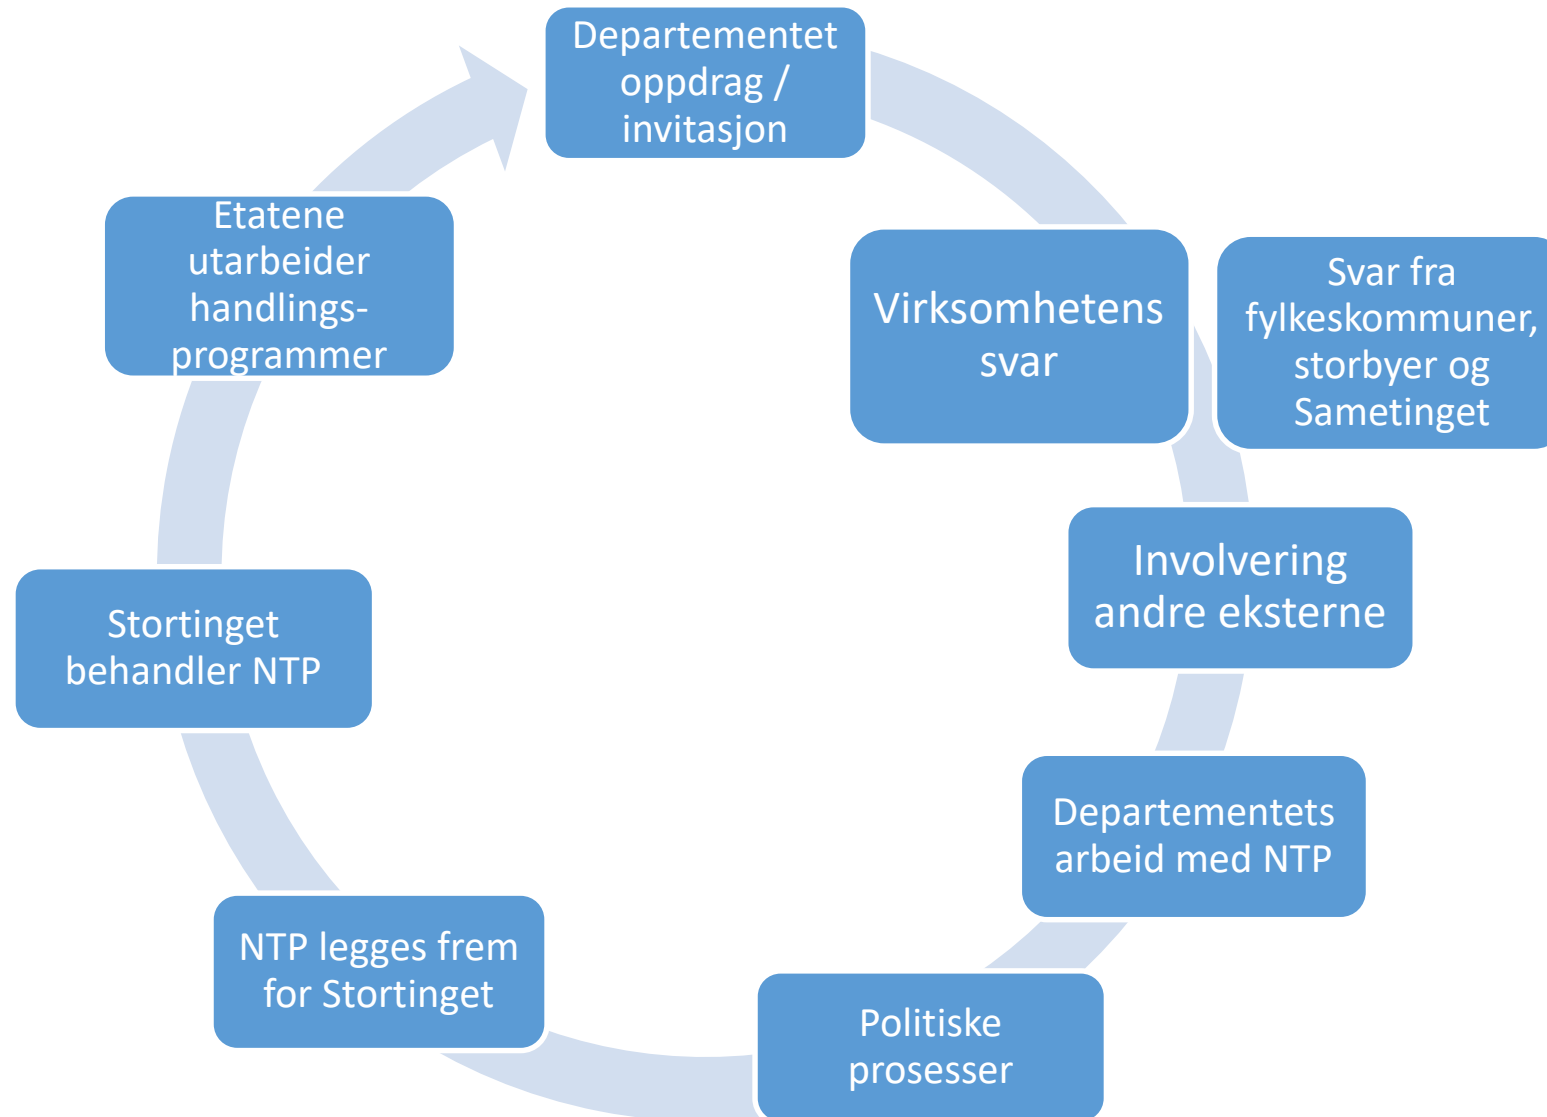 Departementet
oppdrag /
invitasjon
Virksomhetens
svar
Svar fra
fylkeskommuner,
storbyer og
Sametinget
Involvering
andre eksterne
Departementets
arbeid med NTP
Politiske
prosesser
NTP legges frem
for Stortinget
Stortinget
behandler NTP
Etatene
utarbeider
handlings-
programmer